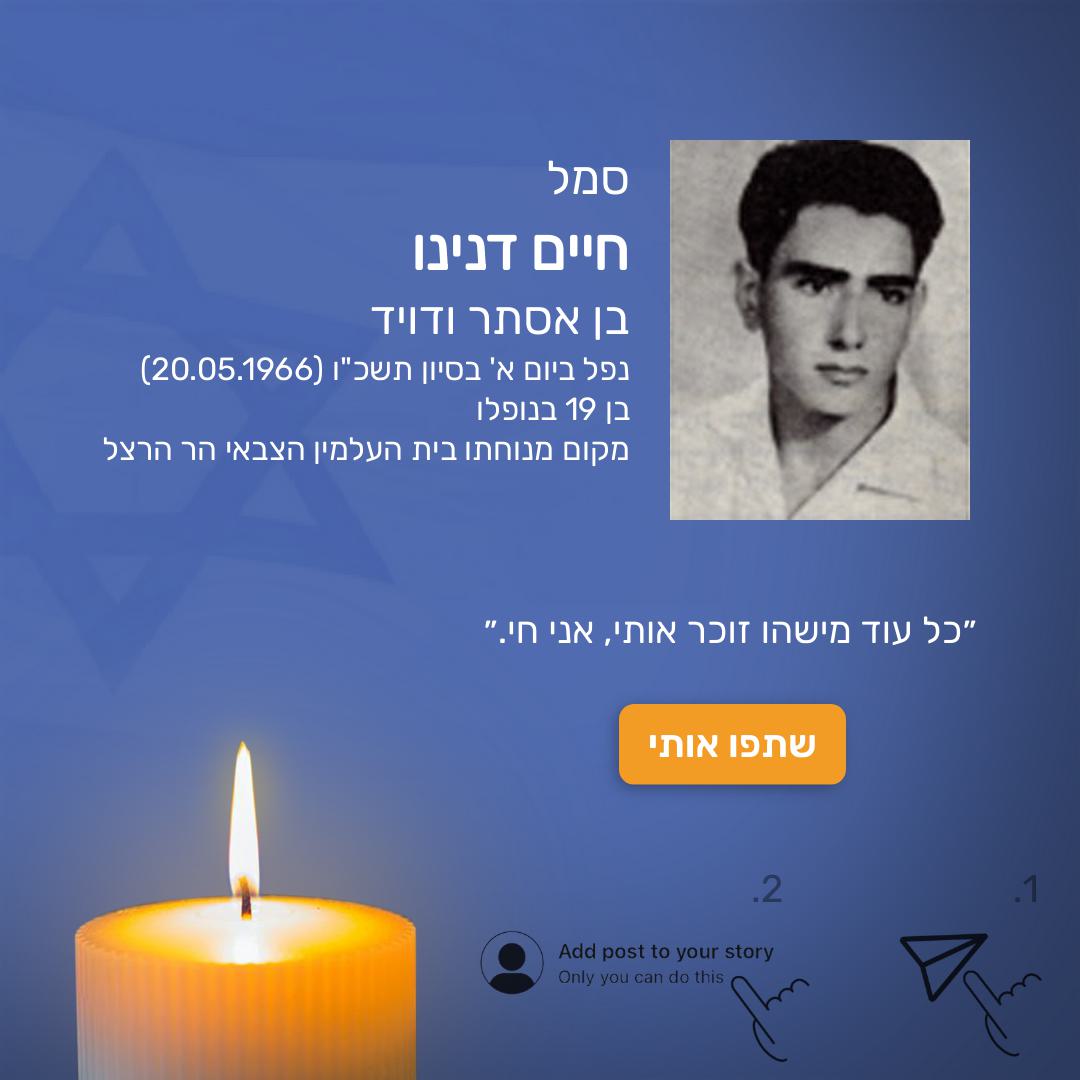 סמל
חיים דנינו
בן אסתר ודויד
נפל ביום א' בסיון תשכ"ו (20.05.1966)
בן 19 בנופלו
מקום מנוחתו בית העלמין הצבאי הר הרצל
״כל עוד מישהו זוכר אותי, אני חי.״
שתפו אותי
1.
2.
Add post to your story
Only you can do this